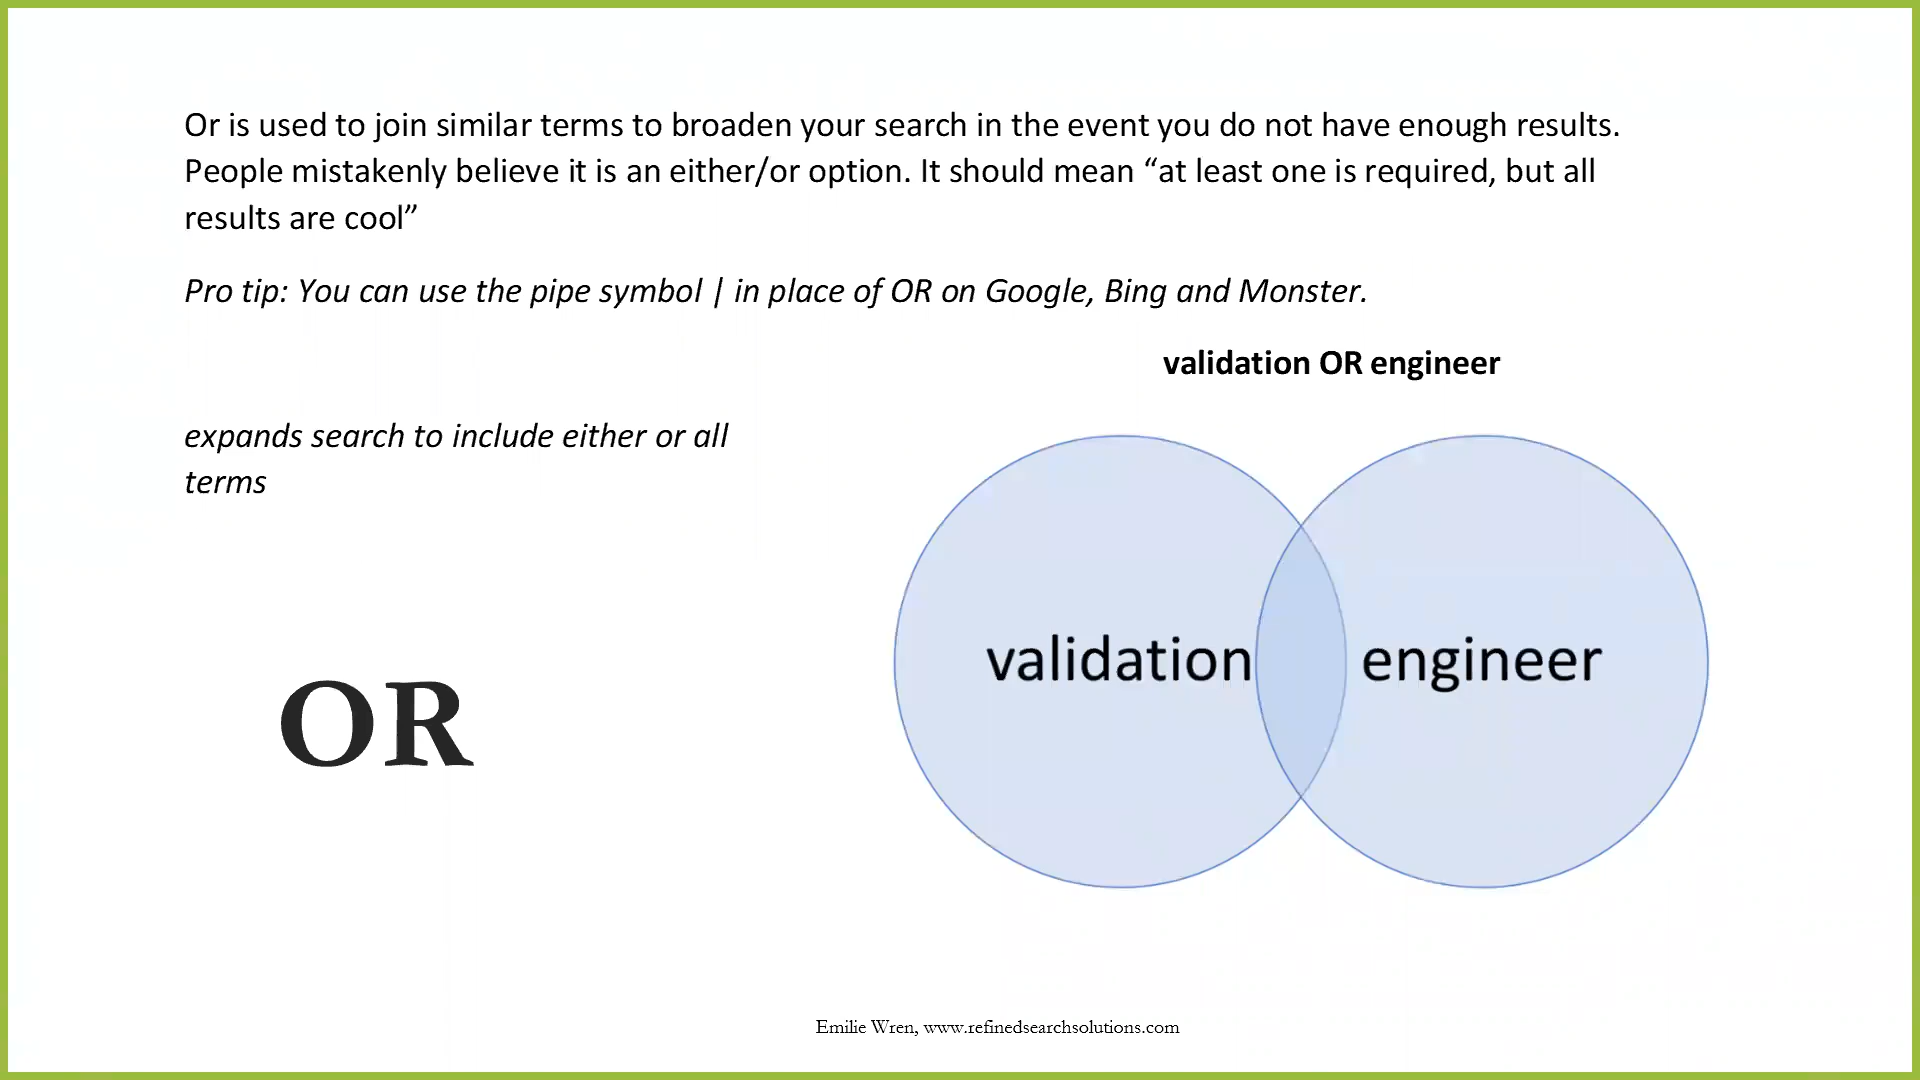 Or is used to join similar terms to broaden your search in the event you do not have enough results.
People mistakenly believe it is an either/or option. It should mean “at least one is required, but all
results are cool”
Pro tip: You can use the pipe symbol | in place of OR on Google, Bing and Monster.
validation OR engineer
expands search to include either or all
terms
validation
engineer
OR
Emilie Wren, www.refinedsearchsolutions.com